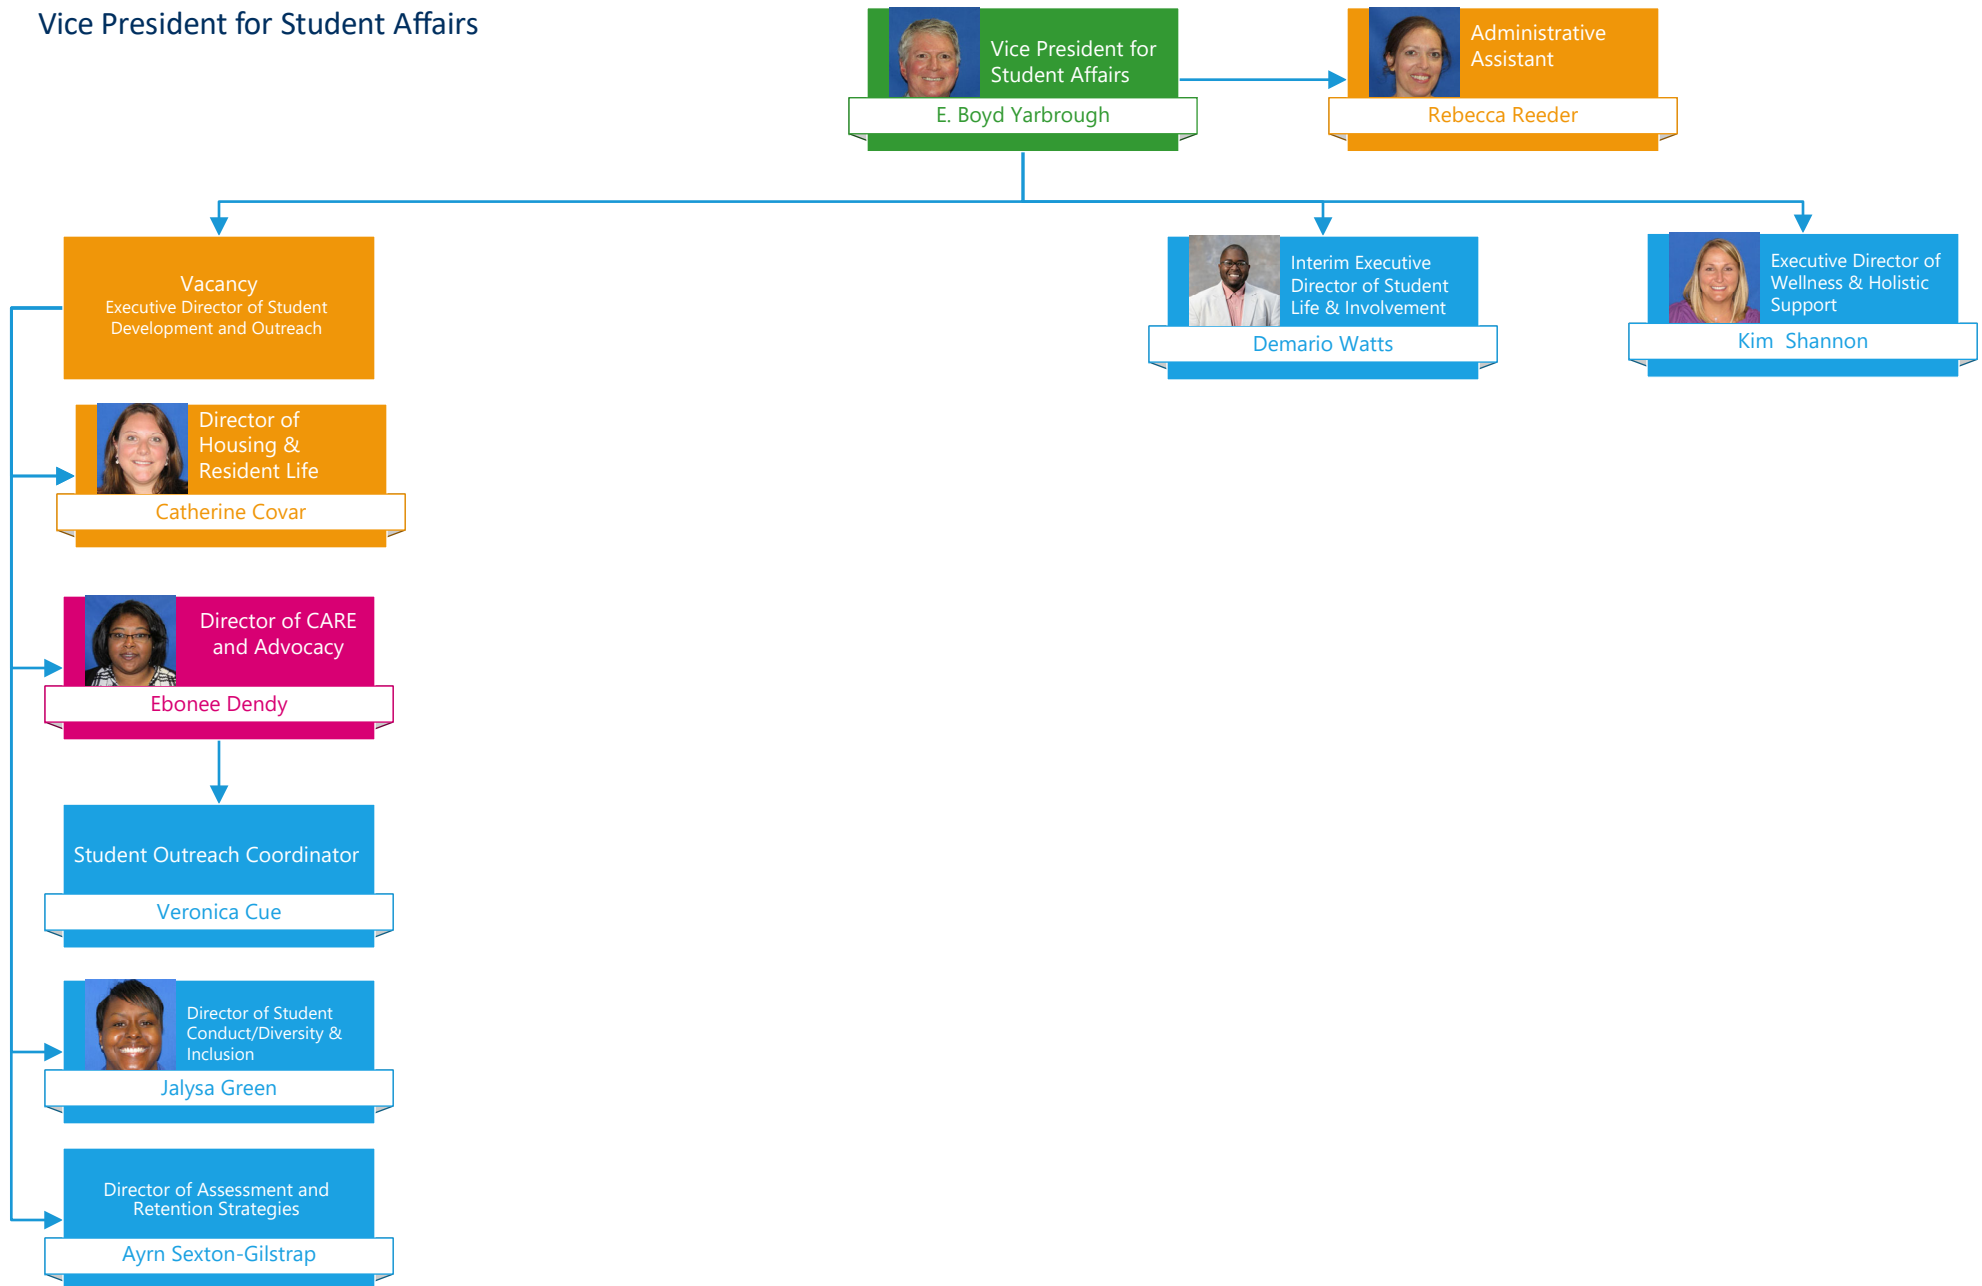 Vice President for Student Affairs
Vice President for
Student Affairs
E. Boyd Yarbrough
Administrative
Assistant
Rebecca Reeder
Vacancy
Executive Director of Student
Development and Outreach
Interim Executive
Director of Student
Life & Involvement
Demario Watts
Executive Director of
Wellness & Holistic
Support
Kim  Shannon
Director of
Housing &
Resident Life
Catherine Covar
Director of CARE
and Advocacy
Ebonee Dendy
Student Outreach Coordinator
Veronica Cue
Director of Student
Conduct/Diversity &
Inclusion
Jalysa Green
Director of Assessment and
Retention Strategies
Ayrn Sexton-Gilstrap